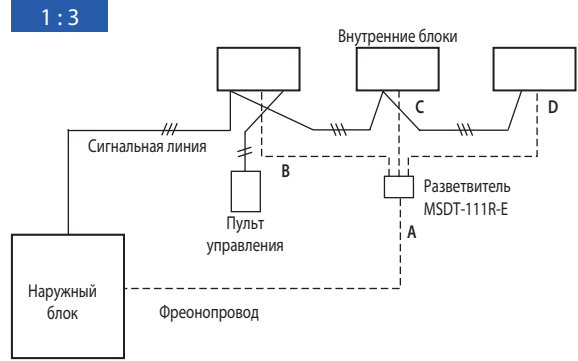 1 : 3
Внутренние блоки
C
D
Сигнальная линия
B
Разветвитель
MSDT-111R-E
Пульт
управления
A
Наружный
блок
Фреонопровод